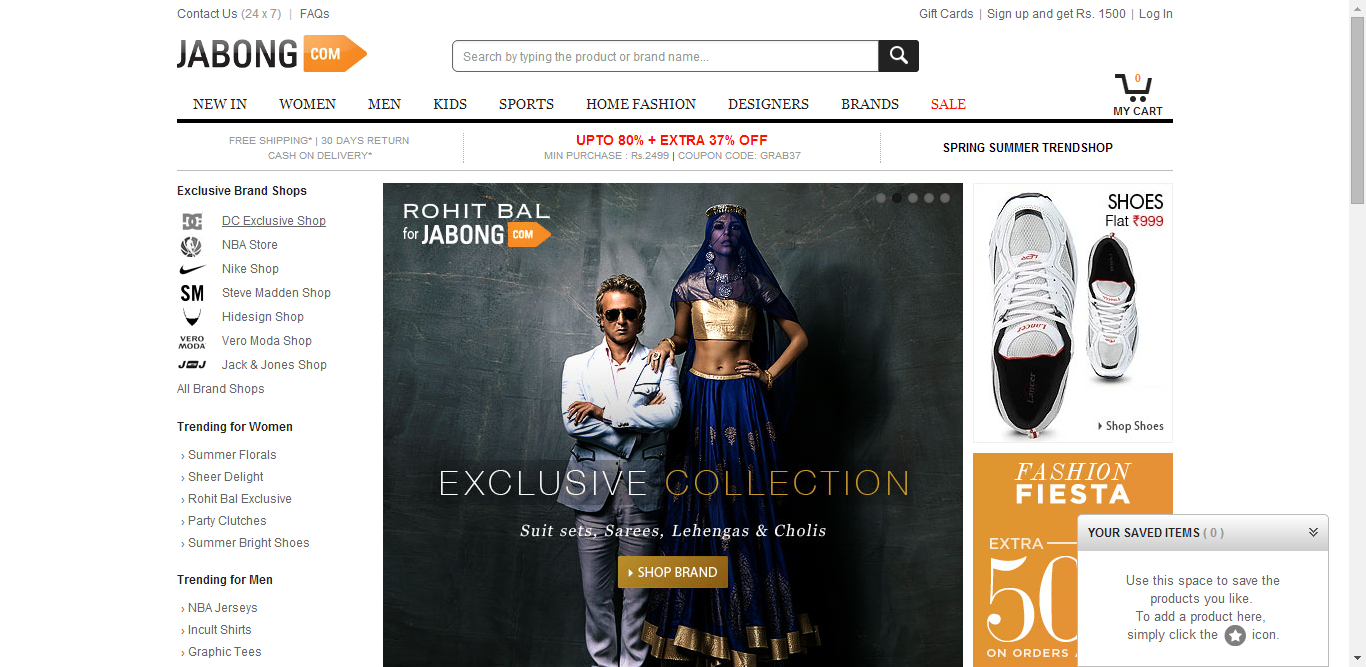 Contact Us (24 x 7) | FAQs
Gift Cards | Sign up and get Rs. 1500 | Log In
JABONG COM
Search by typing the product or brand name...
0
MY CART
NEW IN WOMEN MEN KIDS SPORTS HOME FASHION DESIGNERS BRANDS SALE
FREE SHIPPING* | 30 DAYS RETURN
CASH ON DELIVERY*
UPTO 80% + EXTRA 37% OFF
MIN PURCHASE : Rs.2499 | COUPON CODE: GRAB37
SPRING SUMMER TRENDSHOP
Exclusive Brand Shops
DC Exclusive Shop
NBA Store
Nike Shop
SM Steve Madden Shop
Hidesign Shop
VERO
MODA
Vero Moda Shop
Jack & Jones Shop
All Brand Shops
Trending for Women
› Summer Florals
› Sheer Delight
› Rohit Bal Exclusive
› Party Clutches
› Summer Bright Shoes
Trending for Men
› NBA Jerseys
› Incult Shirts
› Graphic Tees
ROHIT BAL
for JABONG COM
EXCLUSIVE COLLECTION
Suit sets, Sarees, Lehengas & Cholis
SHOP BRAND
SHOES
Flat ₹999
Lancer
Lancer
Shop Shoes
FASHION
FIESTA
EXTRA
50
ON ORDERS
YOUR SAVED ITEMS ( 0 )
Use this space to save the
products you like.
To add a product here,
simply click the icon.